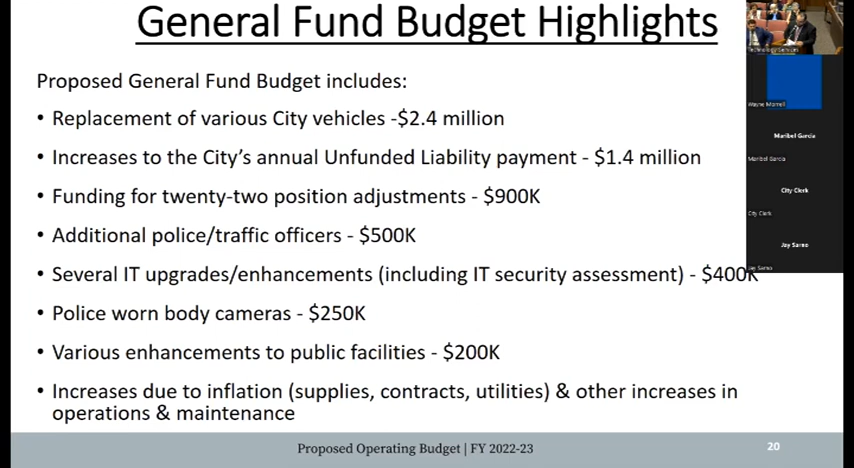 General Fund Budget Highlights
Proposed General Fund Budget includes:
• Replacement of various City vehicles -$2.4 million
• Increases to the City's annual Unfunded Liability payment - $1.4 million
• Funding for twenty-two position adjustments - $900K
• Additional police/traffic officers - $500K
• Several IT upgrades/enhancements (including IT security assessment) - $400K
• Police worn body cameras - $250K
• Various enhancements to public facilities - $200K
• Increases due to inflation (supplies, contracts, utilities) & other increases in
operations & maintenance
Proposed Operating Budget | FY 2022-23
20
Technology Services
Wayne Morrell
Maribel Garcia
Maribel Garcia
City Clerk
City Clerk
Jay Sarno
Jay Sarno